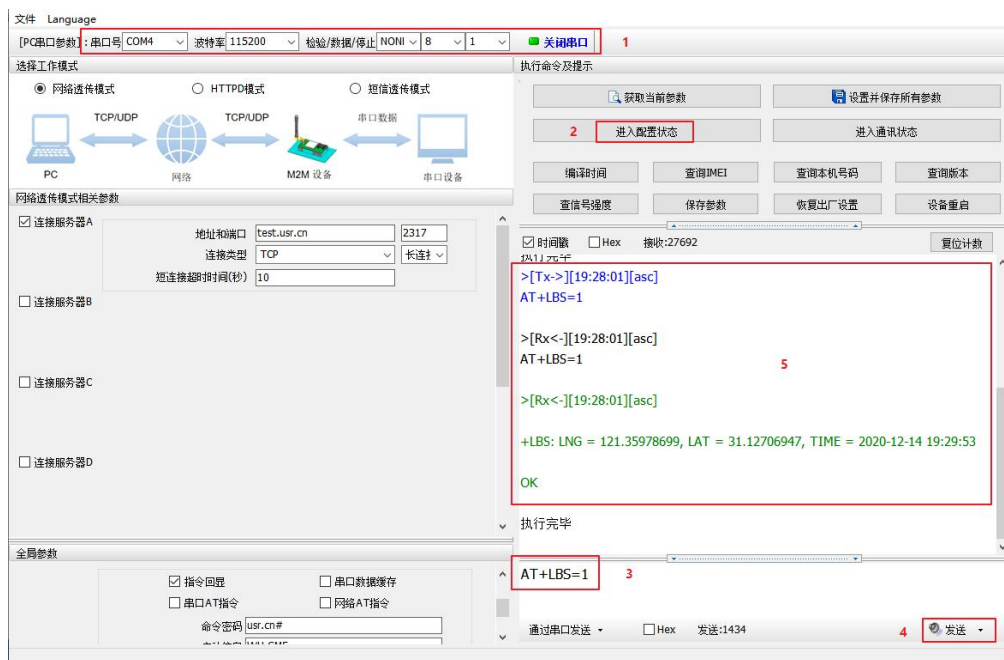 文件 Language
[PC串口参数]：串口号 COM4 波特率 115200 检验/数据/停止 NONI 8 1 关闭串口 1
选择工作模式
网络透传模式 HTTPD模式 短信透传模式
TCP/UDP TCP/UDP 串口数据
PC 网络 M2M 设备 串口设备
网络透传模式相关参数
连接服务器A
地址和端口 test.usr.cn 2317
连接类型 TCP
短连接超时时间(秒) 10
连接服务器B
连接服务器C
连接服务器D
全局参数
指令回显 串口数据缓存
串口AT指令 网络AT指令
命令密码 usr.cn#
执行命令及提示
获取当前参数 设置并保存所有参数
2 进入配置状态 进入通讯状态
编译时间 查询IMEI 查询本机号码 查询版本
查信号强度 保存参数 恢复出厂设置 设备重启
时间戳 Hex 接收:27692 复位计数
执行完毕
>[Tx->][19:28:01][asc]
AT+LBS=1
>[Rx<-][19:28:01][asc]
AT+LBS=1
5
>[Rx<-][19:28:01][asc]
+LBS: LNG = 121.35978699, LAT = 31.12706947, TIME = 2020-12-14 19:29:53
OK
执行完毕
AT+LBS=1 3
通过串口发送 Hex 发送:1434 4 发送